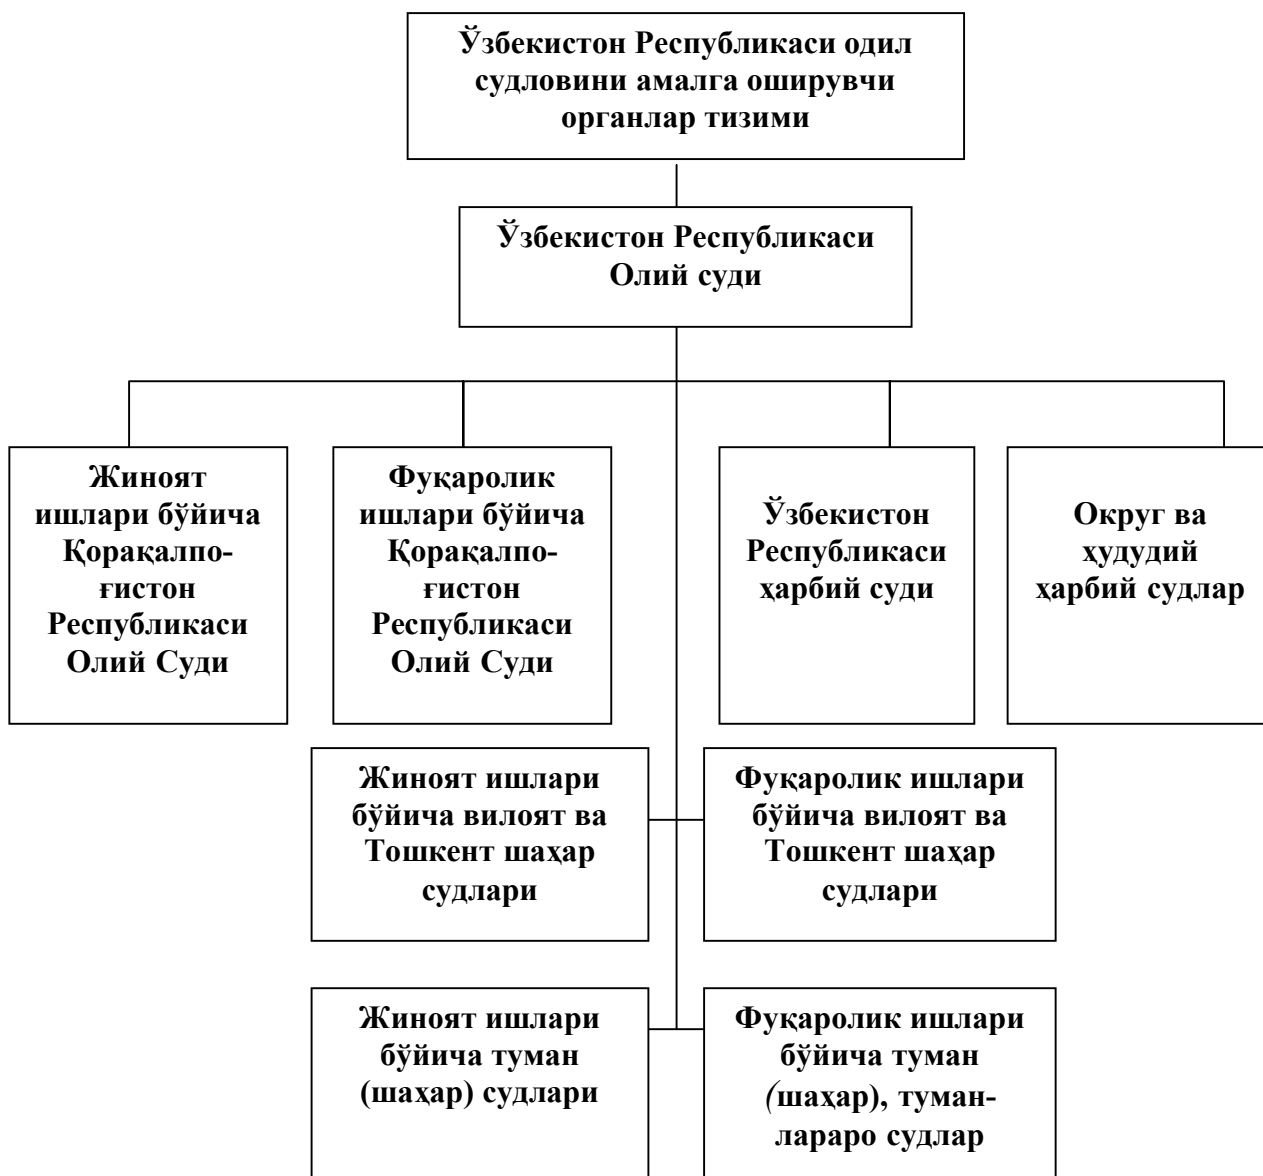 Ўзбекистон Республикаси одил
судловини амалга оширувчи
органлар тизими
Ўзбекистон Республикаси
Олий суди
Жиноят
ишлари бўйича
Қорақалпо-
ғистон
Республикаси
Олий Суди
Фуқаролик
ишлари бўйича
Қорақалпо-
ғистон
Республикаси
Олий Суди
Ўзбекистон
Республикаси
ҳарбий суди
Округ ва
ҳудудий
ҳарбий судлар
Жиноят ишлари
бўйича вилоят ва
Тошкент шаҳар
судлари
Фуқаролик ишлари
бўйича вилоят ва
Тошкент шаҳар
судлари
Жиноят ишлари
бўйича туман
(шаҳар) судлари
Фуқаролик ишлари
бўйича туман
(шаҳар), туман-
лараро судлар